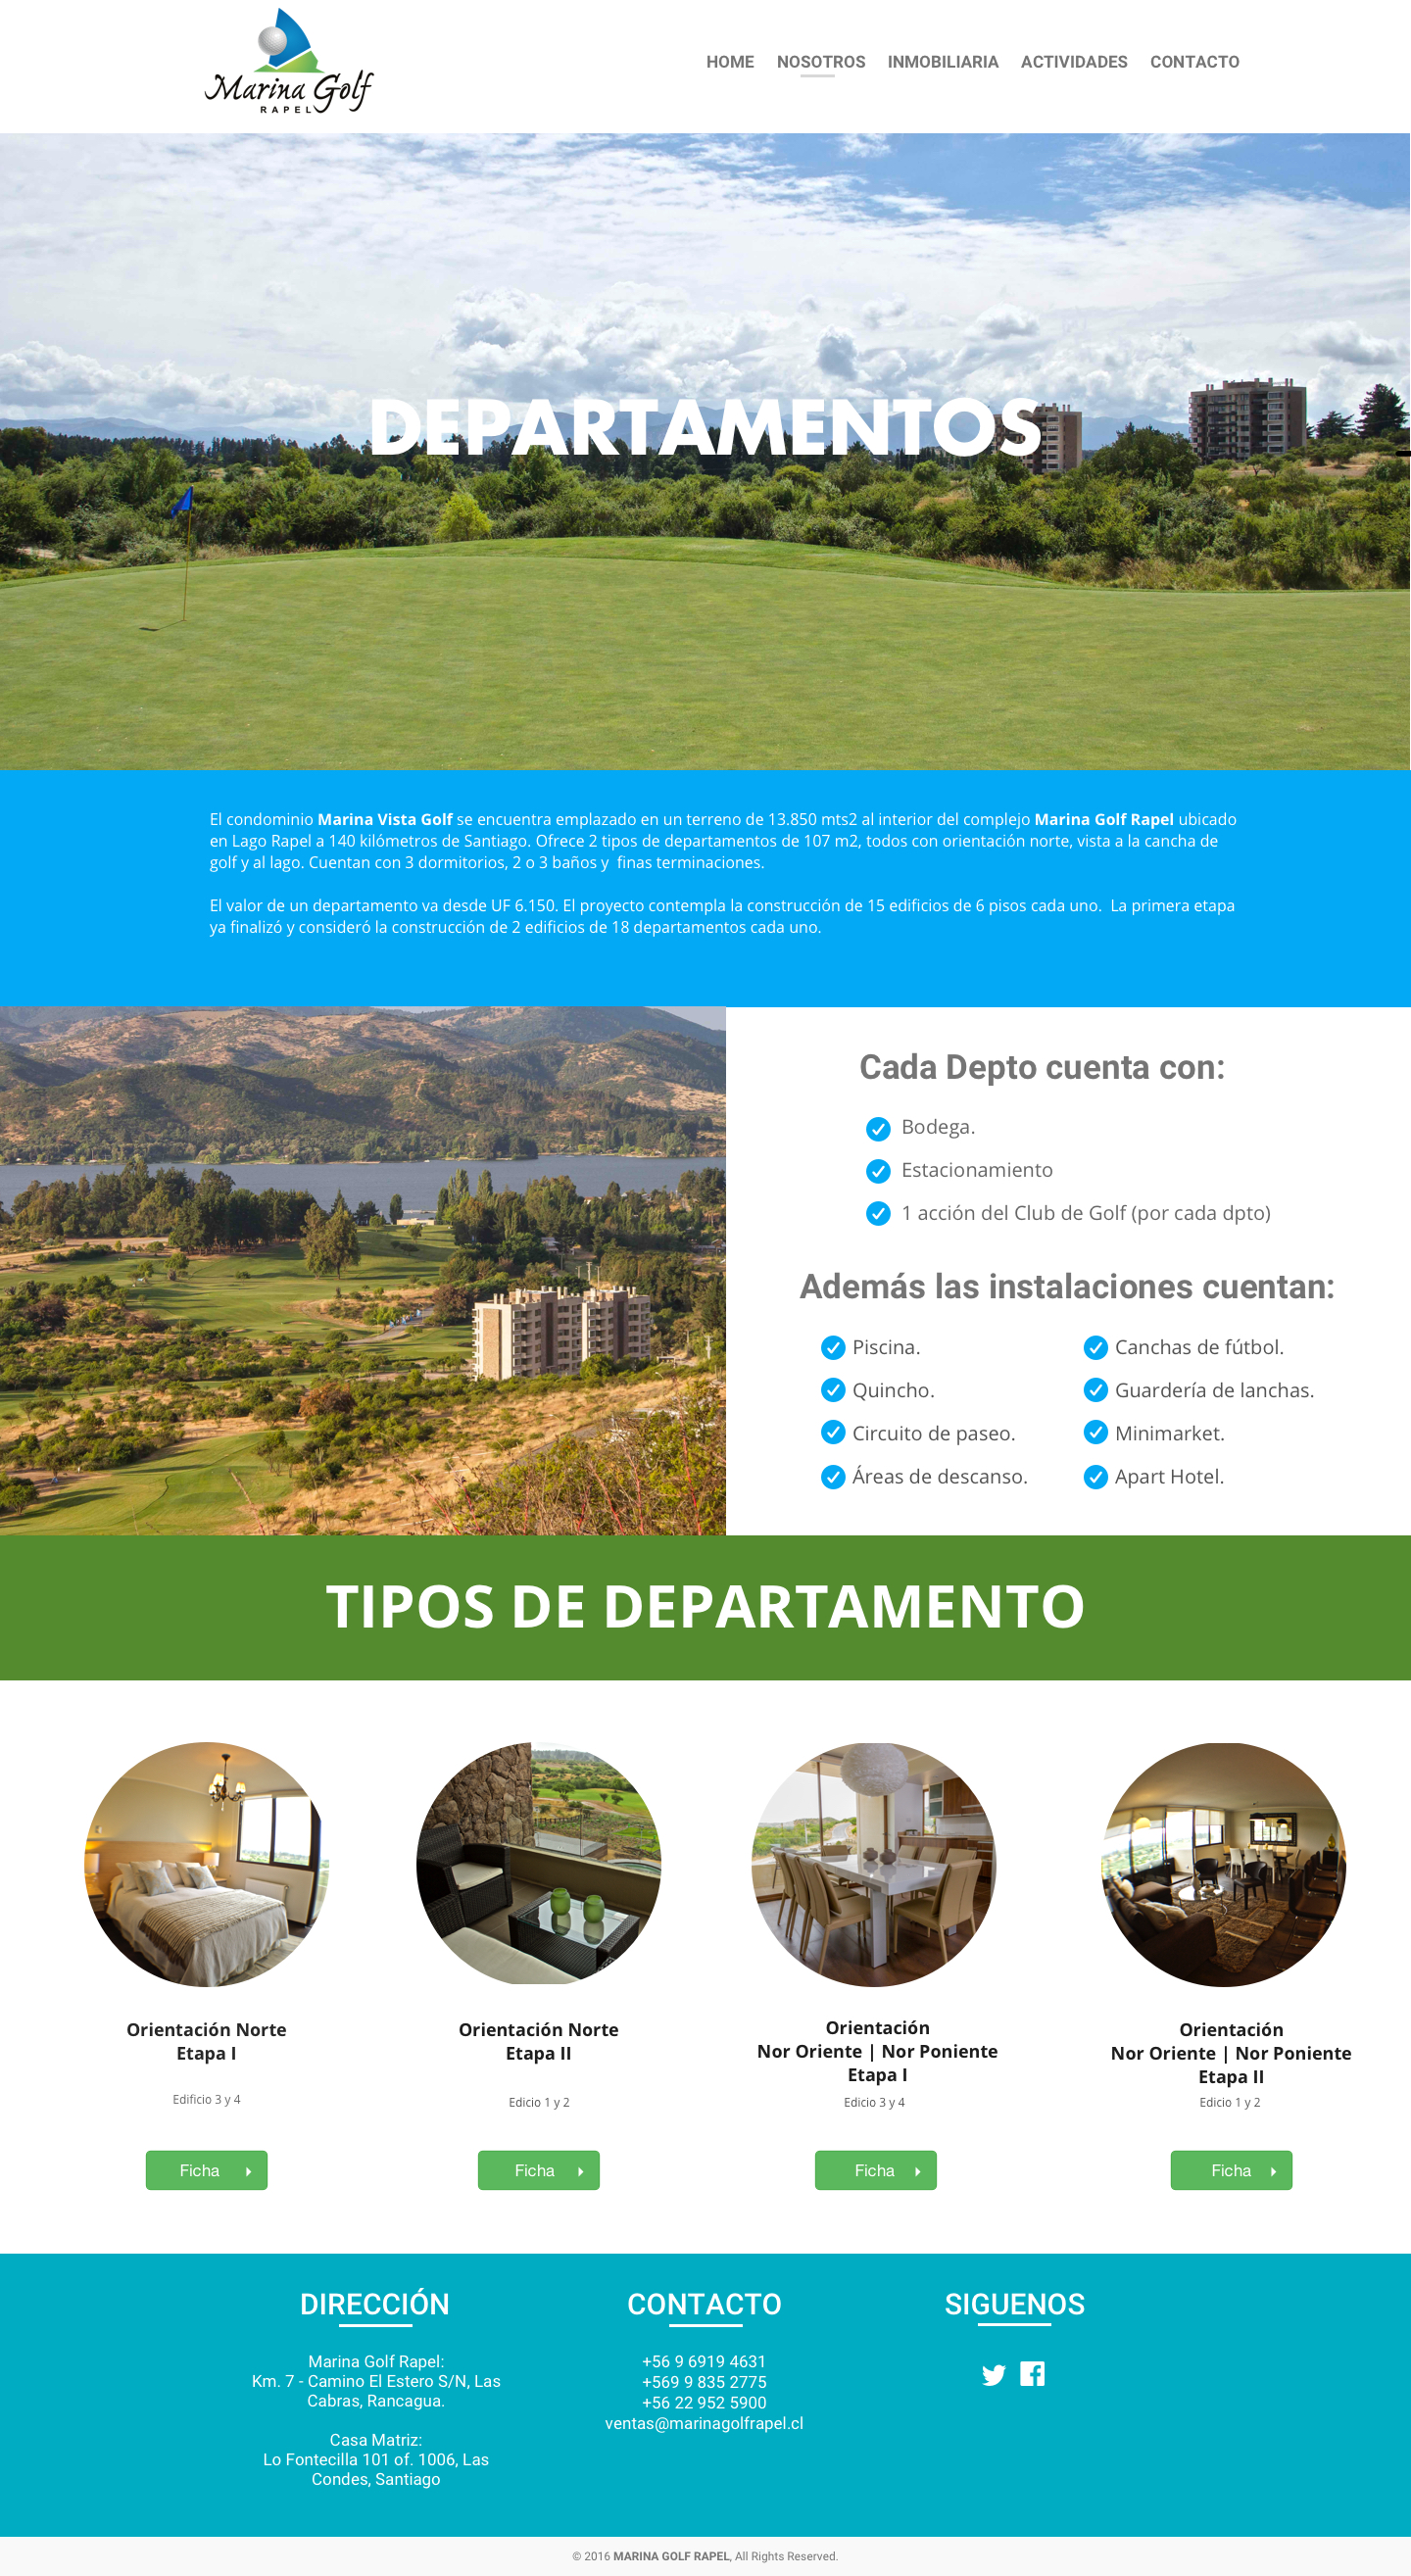 Marina Golf
RAPEL
HOME NOSOTROS INMOBILIARIA ACTIVIDADES CONTACTO
DEPARTAMENTOS
El condominio Marina Vista Golf se encuentra emplazado en un terreno de 13.850 mts2 al interior del complejo Marina Golf Rapel ubicado
en Lago Rapel a 140 kilómetros de Santiago. Ofrece 2 tipos de departamentos de 107 m2, todos con orientación norte, vista a la cancha de
golf y al lago. Cuentan con 3 dormitorios, 2 o 3 baños y  finas terminaciones.
El valor de un departamento va desde UF 6.150. El proyecto contempla la construcción de 15 edificios de 6 pisos cada uno.  La primera etapa
ya finalizó y consideró la construcción de 2 edificios de 18 departamentos cada uno.
Cada Depto cuenta con:
Bodega.
Estacionamiento
1 acción del Club de Golf (por cada dpto)
Además las instalaciones cuentan:
Piscina.
Quincho.
Circuito de paseo.
Áreas de descanso.
Canchas de fútbol.
Guardería de lanchas.
Minimarket.
Apart Hotel.
TIPOS DE DEPARTAMENTO
Orientación Norte
Etapa I
Edificio 3 y 4
Ficha
Orientación Norte
Etapa II
Edicio 1 y 2
Ficha
Orientación
Nor Oriente | Nor Poniente
Etapa I
Edicio 3 y 4
Ficha
Orientación
Nor Oriente | Nor Poniente
Etapa II
Edicio 1 y 2
Ficha
DIRECCIÓN
Marina Golf Rapel:
Km. 7 - Camino El Estero S/N, Las
Cabras, Rancagua.
Casa Matriz:
Lo Fontecilla 101 of. 1006, Las
Condes, Santiago
CONTACTO
+56 9 6919 4631
+569 9 835 2775
+56 22 952 5900
ventas@marinagolfrapel.cl
SIGUENOS
© 2016 MARINA GOLF RAPEL, All Rights Reserved.